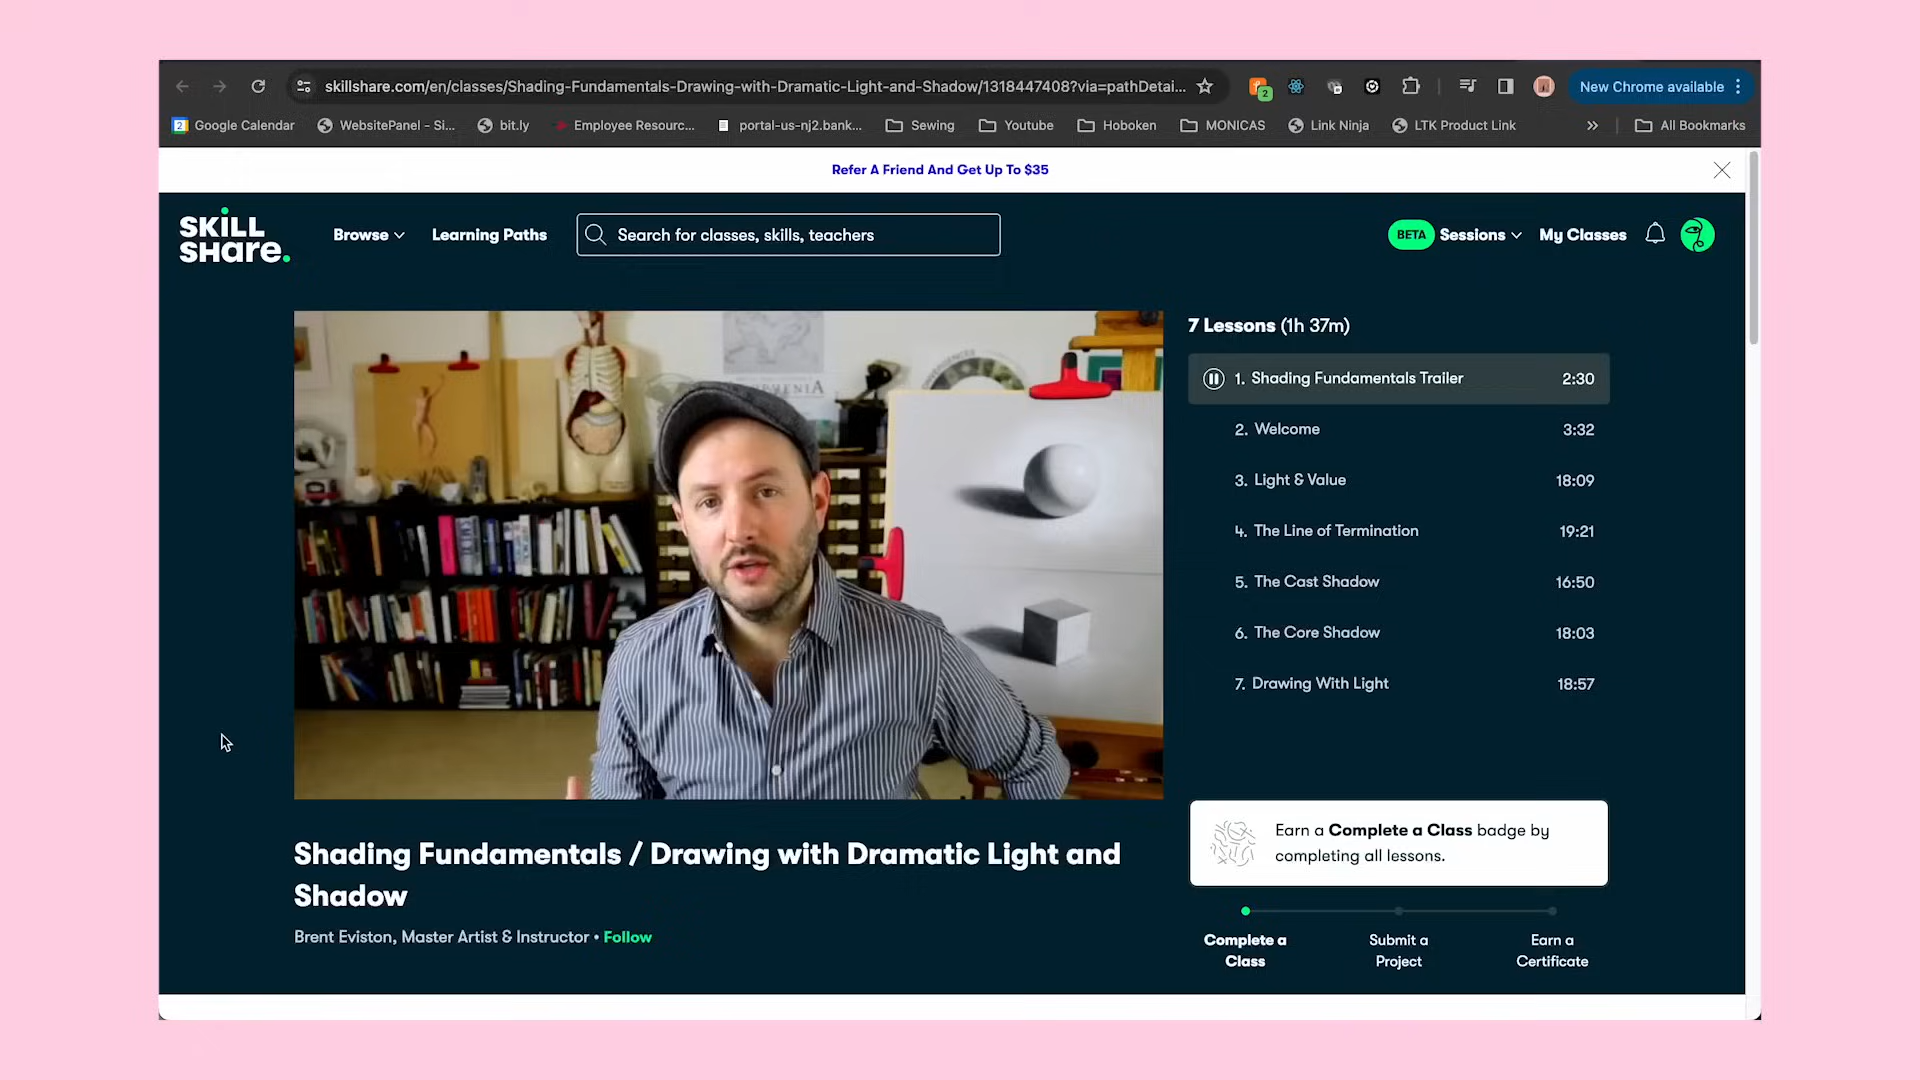 skillshare.com/en/classes/Shading-Fundamentals-Drawing-with-Dramatic-Light-and-Shadow/1318447408?via=pathDetai...
2
New Chrome available
2 Google Calendar
WebsitePanel - Si...
bit.ly
Employee Resourc...
portal-us-nj2.bank...
Sewing
Youtube
Hoboken
MONICAS
Link Ninja
LTK Product Link
All Bookmarks
Refer A Friend And Get Up To $35
SKILL
SHare.
Browse
Learning Paths
Search for classes, skills, teachers
BETA
Sessions
My Classes
7 Lessons (1h 37m)
1. Shading Fundamentals Trailer 2:30
2. Welcome 3:32
3. Light & Value 18:09
4. The Line of Termination 19:21
5. The Cast Shadow 16:50
6. The Core Shadow 18:03
7. Drawing With Light 18:57
Shading Fundamentals / Drawing with Dramatic Light and
Shadow
Brent Eviston, Master Artist & Instructor • Follow
Earn a Complete a Class badge by
completing all lessons.
Complete a
Class
Submit a
Project
Earn a
Certificate